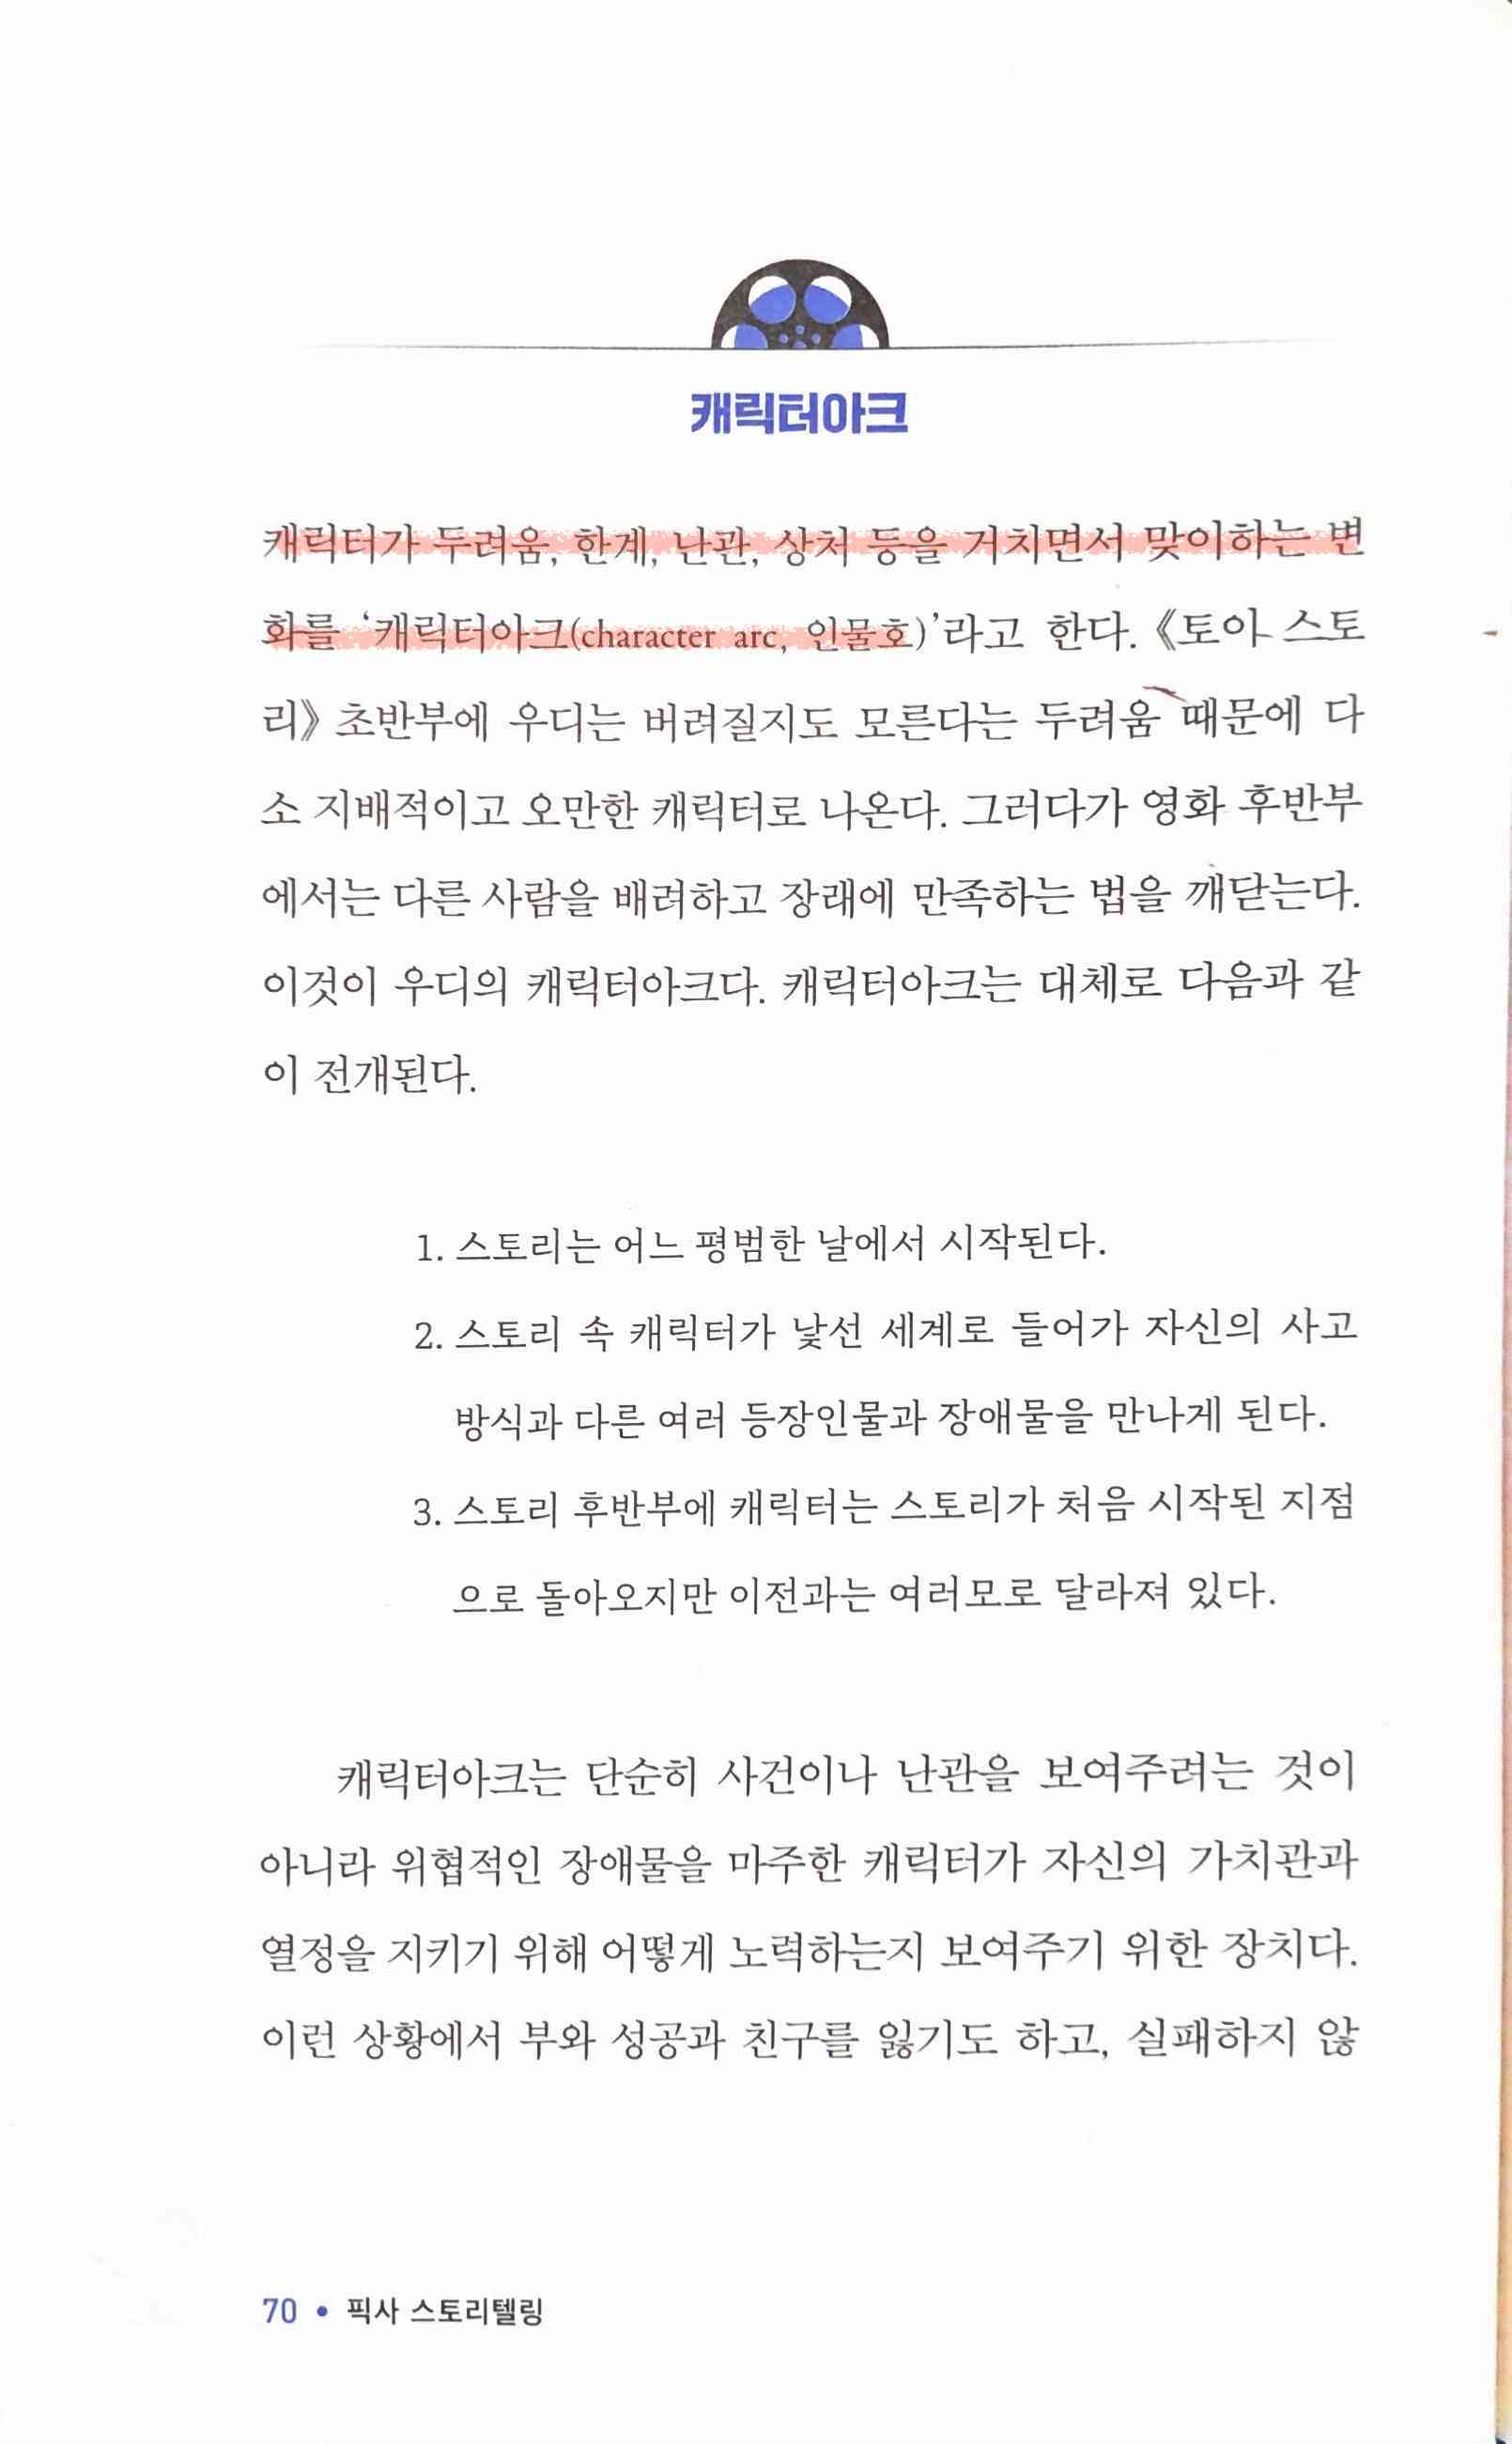 캐릭터아크
캐릭터가 두려움, 한계, 난관, 상처 등을 거치면서 맞이하는 변
화를 ‘캐릭터아크(character arc, 인물호)’라고 한다. 《토이 스토
리》 초반부에 우디는 버려질지도 모른다는 두려움 때문에 다
소 지배적이고 오만한 캐릭터로 나온다. 그러다가 영화 후반부
에서는 다른 사람을 배려하고 장래에 만족하는 법을 깨닫는다.
이것이 우디의 캐릭터아크다. 캐릭터아크는 대체로 다음과 같
이 전개된다.
1. 스토리는 어느 평범한 날에서 시작된다.
2. 스토리 속 캐릭터가 낯선 세계로 들어가 자신의 사고
방식과 다른 여러 등장인물과 장애물을 만나게 된다.
3. 스토리 후반부에 캐릭터는 스토리가 처음 시작된 지점
으로 돌아오지만 이전과는 여러모로 달라져 있다.
캐릭터아크는 단순히 사건이나 난관을 보여주려는 것이
아니라 위협적인 장애물을 마주한 캐릭터가 자신의 가치관과
열정을 지키기 위해 어떻게 노력하는지 보여주기 위한 장치다.
이런 상황에서 부와 성공과 친구를 잃기도 하고, 실패하지 않
70 • 픽사 스토리텔링